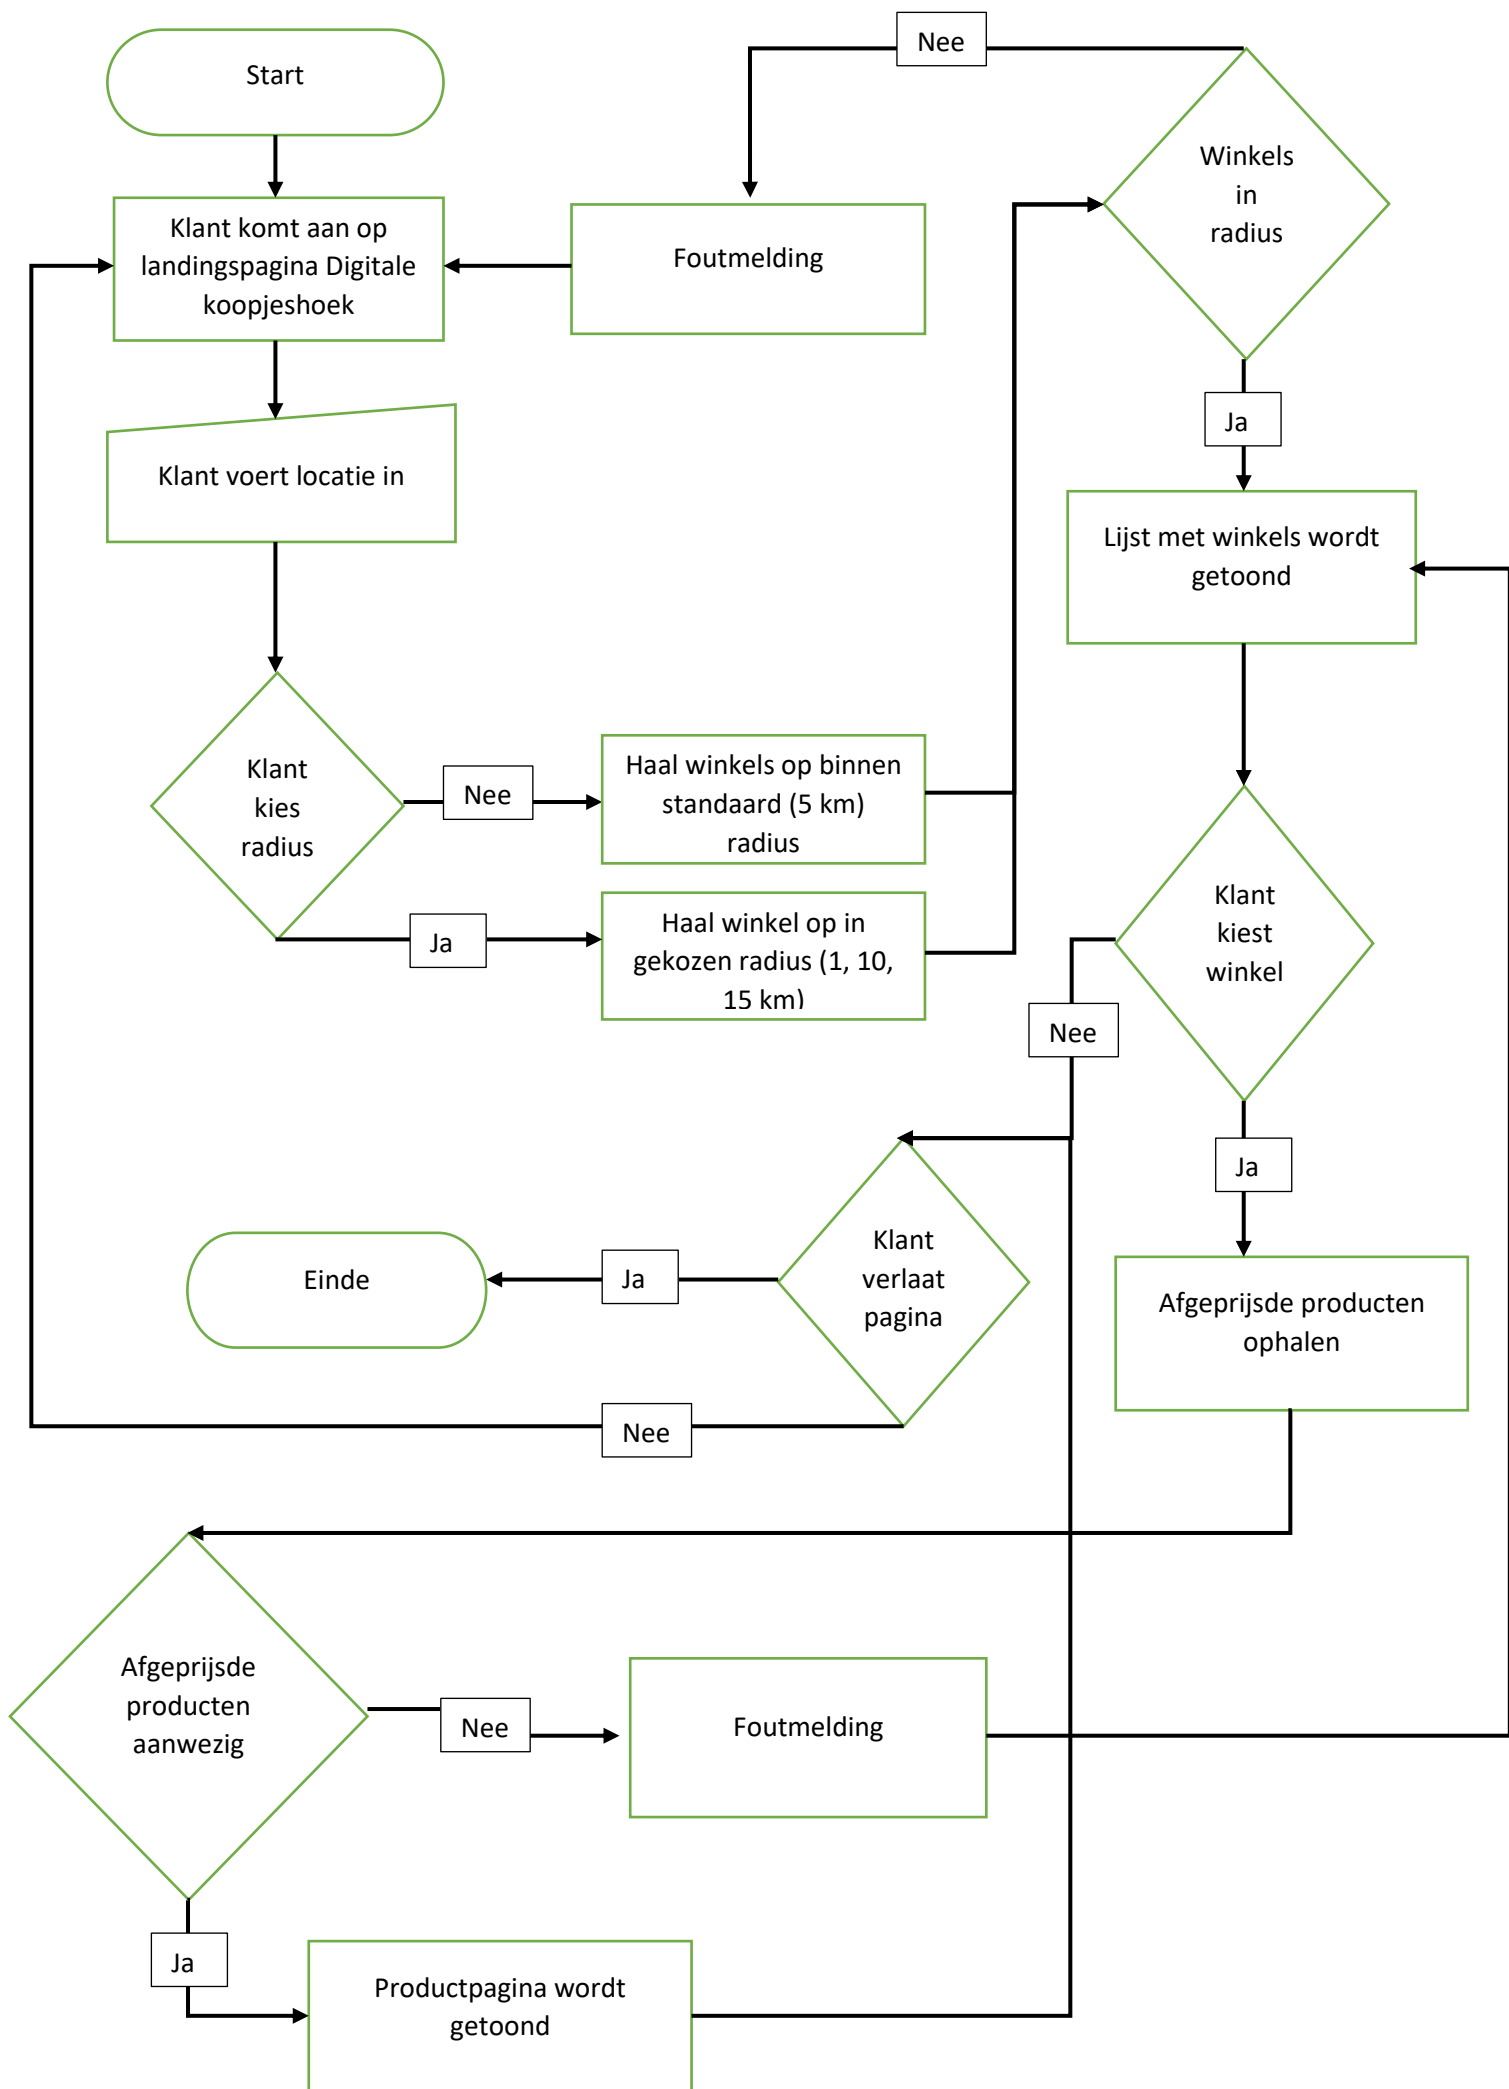 Start
Nee
Winkels
in
radius
Klant komt aan op
landingspagina Digitale
koopjeshoek
Foutmelding
Ja
Klant voert locatie in
Lijst met winkels wordt
getoond
Klant
kies
radius
Nee
Haal winkels op binnen
standaard (5 km)
radius
Ja
Haal winkel op in
gekozen radius (1, 10,
15 km)
Klant
kiest
winkel
Nee
Ja
Klant
verlaat
pagina
Ja
Einde
Afgeprijsde producten
ophalen
Nee
Afgeprijsde
producten
aanwezig
Nee
Foutmelding
Ja
Productpagina wordt
getoond